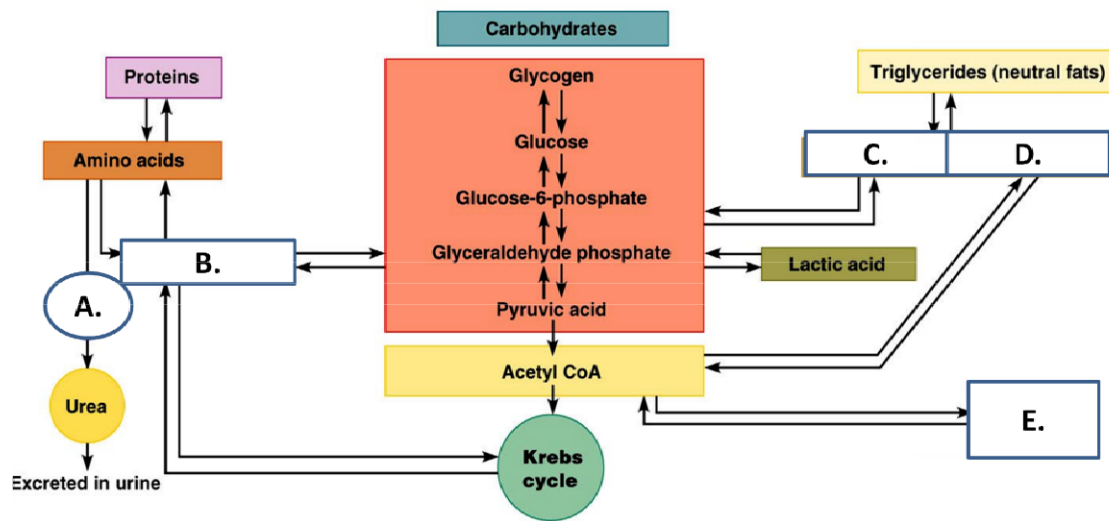 Carbohydrates
Proteins
Glycogen
Triglycerides (neutral fats)
Glucose
C.
D.
Amino acids
Glucose-6-phosphate
Glyceraldehyde phosphate
B.
Lactic acid
A.
Pyruvic acid
Acetyl CoA
Urea
E.
Krebs
cycle
Excreted in urine